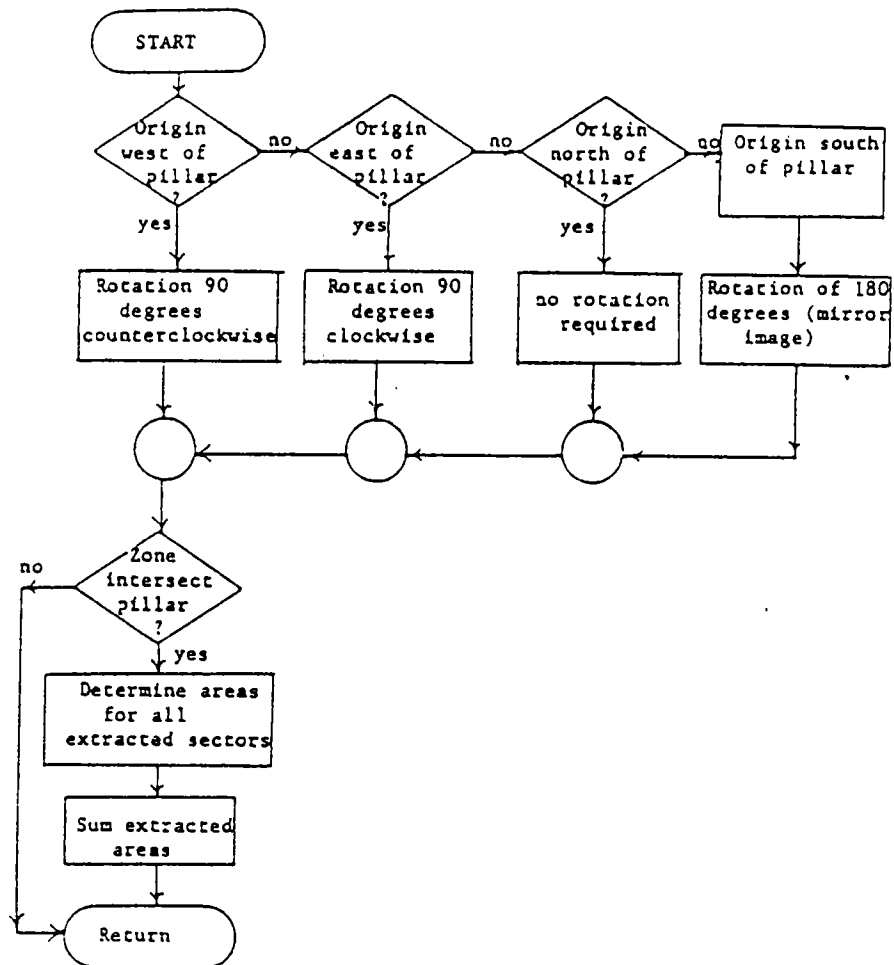 START
Origin
west of
pillar
?
no
Origin
east of
pillar
?
no
Origin
north of
pillar
?
no
Origin south
of pillar
yes
yes
yes
Rotation 90
degrees
counterclockwise
Rotation 90
degrees
clockwise
no rotation
required
Rotation of 180
degrees (mirror
image)
Zone
intersect
pillar
?
no
yes
Determine areas
for all
extracted sectors
Sum extracted
areas
Return